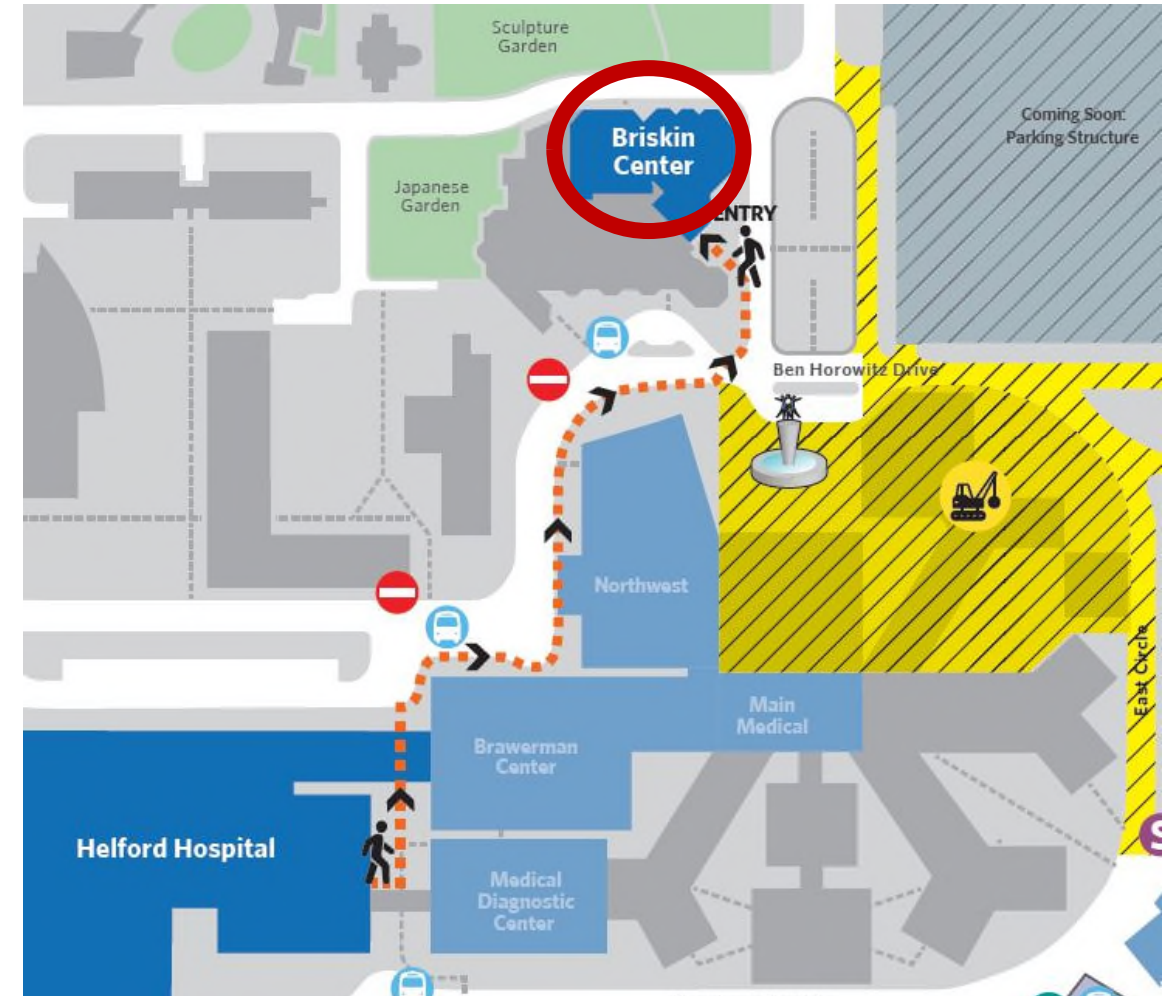 Sculpture
Garden
Coming Soon:
Parking Structure
Briskin
Center
Japanese
Garden
ENTRY
Ben Horowitz Drive
Northwest
East Circle
Main
Medical
Brawerman
Center
Helford Hospital
Medical
Diagnostic
Center
S